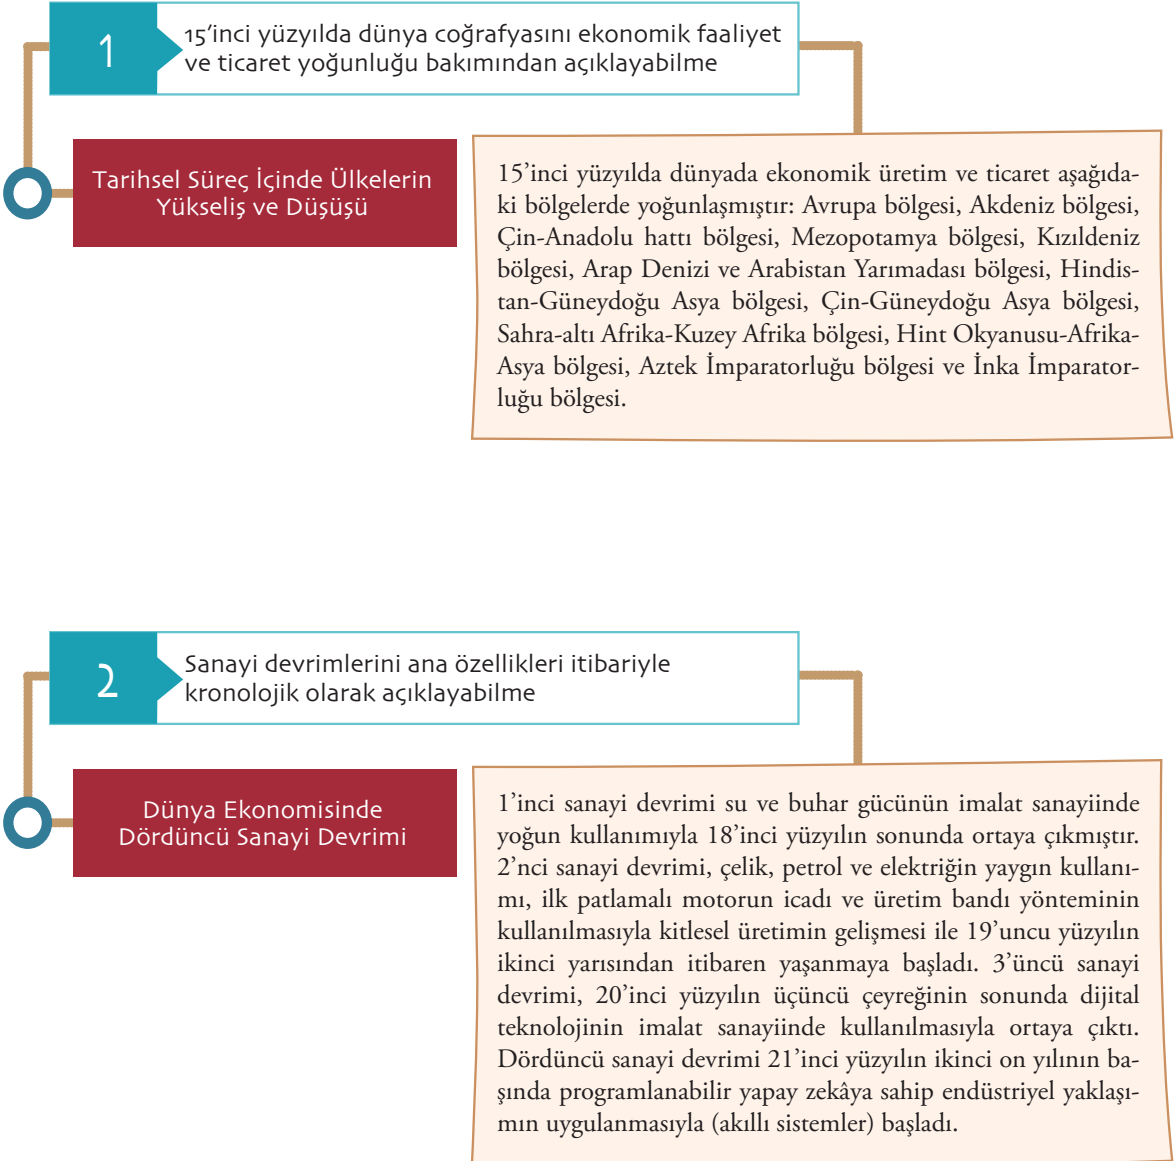 1
15'inci yüzyılda dünya coğrafyasını ekonomik faaliyet
ve ticaret yoğunluğu bakımından açıklayabilme
Tarihsel Süreç İçinde Ülkelerin
Yükseliş ve Düşüşü
15'inci yüzyılda dünyada ekonomik üretim ve ticaret aşağıda-
ki bölgelerde yoğunlaşmıştır: Avrupa bölgesi, Akdeniz bölgesi,
Çin-Anadolu hattı bölgesi, Mezopotamya bölgesi, Kızıldeniz
bölgesi, Arap Denizi ve Arabistan Yarımadası bölgesi, Hindis-
tan-Güneydoğu Asya bölgesi, Çin-Güneydoğu Asya bölgesi,
Sahra-altı Afrika-Kuzey Afrika bölgesi, Hint Okyanusu-Afrika-
Asya bölgesi, Aztek İmparatorluğu bölgesi ve İnka İmparator-
luğu bölgesi.
2
Sanayi devrimlerini ana özellikleri itibariyle
kronolojik olarak açıklayabilme
Dünya Ekonomisinde
Dördüncü Sanayi Devrimi
1'inci sanayi devrimi su ve buhar gücünün imalat sanayiinde
yoğun kullanımıyla 18'inci yüzyılın sonunda ortaya çıkmıştır.
2'nci sanayi devrimi, çelik, petrol ve elektriğin yaygın kullanı-
mı, ilk patlamalı motorun icadı ve üretim bandı yönteminin
kullanılmasıyla kitlesel üretimin gelişmesi ile 19'uncu yüzyılın
ikinci yarısından itibaren yaşanmaya başladı. 3'üncü sanayi
devrimi, 20'inci yüzyılın üçüncü çeyreğinin sonunda dijital
teknolojinin imalat sanayiinde kullanılmasıyla ortaya çıktı.
Dördüncü sanayi devrimi 21'inci yüzyılın ikinci on yılının ba-
şında programlanabilir yapay zekâya sahip endüstriyel yaklaşı-
mın uygulanmasıyla (akıllı sistemler) başladı.